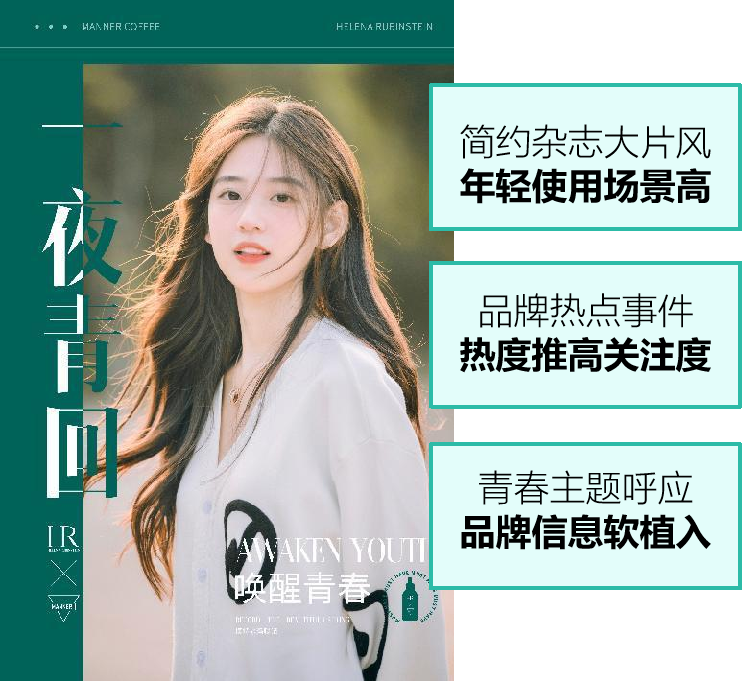 MANNER COFFEE
HELENA RUBINSTEIN
一夜青回
HR
HELENA RUBINSTEIN
MANNER
AWAKEN YOUTH
唤醒青春
简约杂志大片风
年轻使用场景高
品牌热点事件
热度推高关注度
青春主题呼应
品牌信息软植入